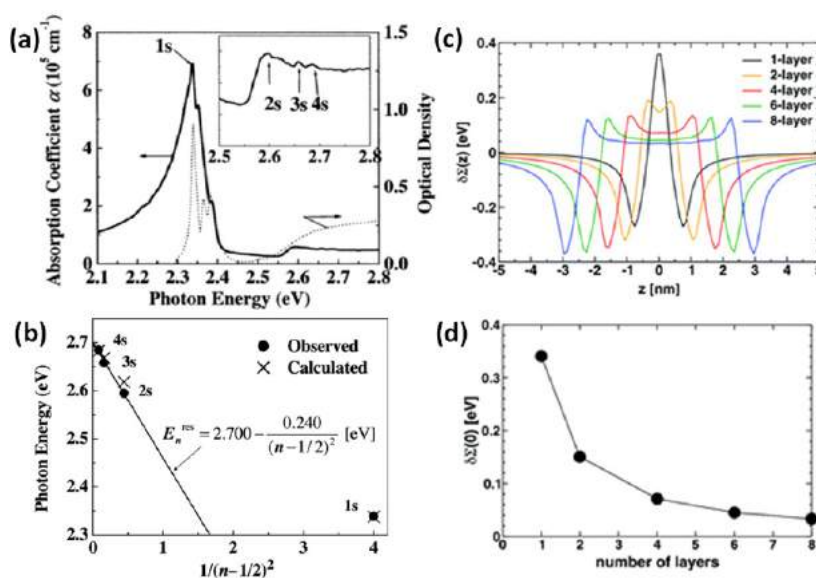 (a)
8
6
4
2
0
Absorption Coefficient α (10⁵ cm⁻¹)
1s
2s
3s
4s
2.5 2.6 2.7 2.8
1.5
1.0
0.5
0.0
Optical Density
2.1 2.2 2.3 2.4 2.5 2.6 2.7 2.8
Photon Energy (eV)
(b)
2.7
2.6
2.5
2.4
2.3
Photon Energy (eV)
4s
3s
2s
● Observed
× Calculated
Eₙʳᵉˢ = 2.700 − 0.240/(n−1/2)² [eV]
1s
0 1 2 3 4
1/(n−1/2)²
(c)
0.4
0.2
0
-0.2
-0.4
δΣ(z) [eV]
1-layer
2-layer
4-layer
6-layer
8-layer
-5 -4 -3 -2 -1 0 1 2 3 4 5
z [nm]
(d)
0.4
0.3
0.2
0.1
0
δΣ(0) [eV]
0 1 2 3 4 5 6 7 8
number of layers